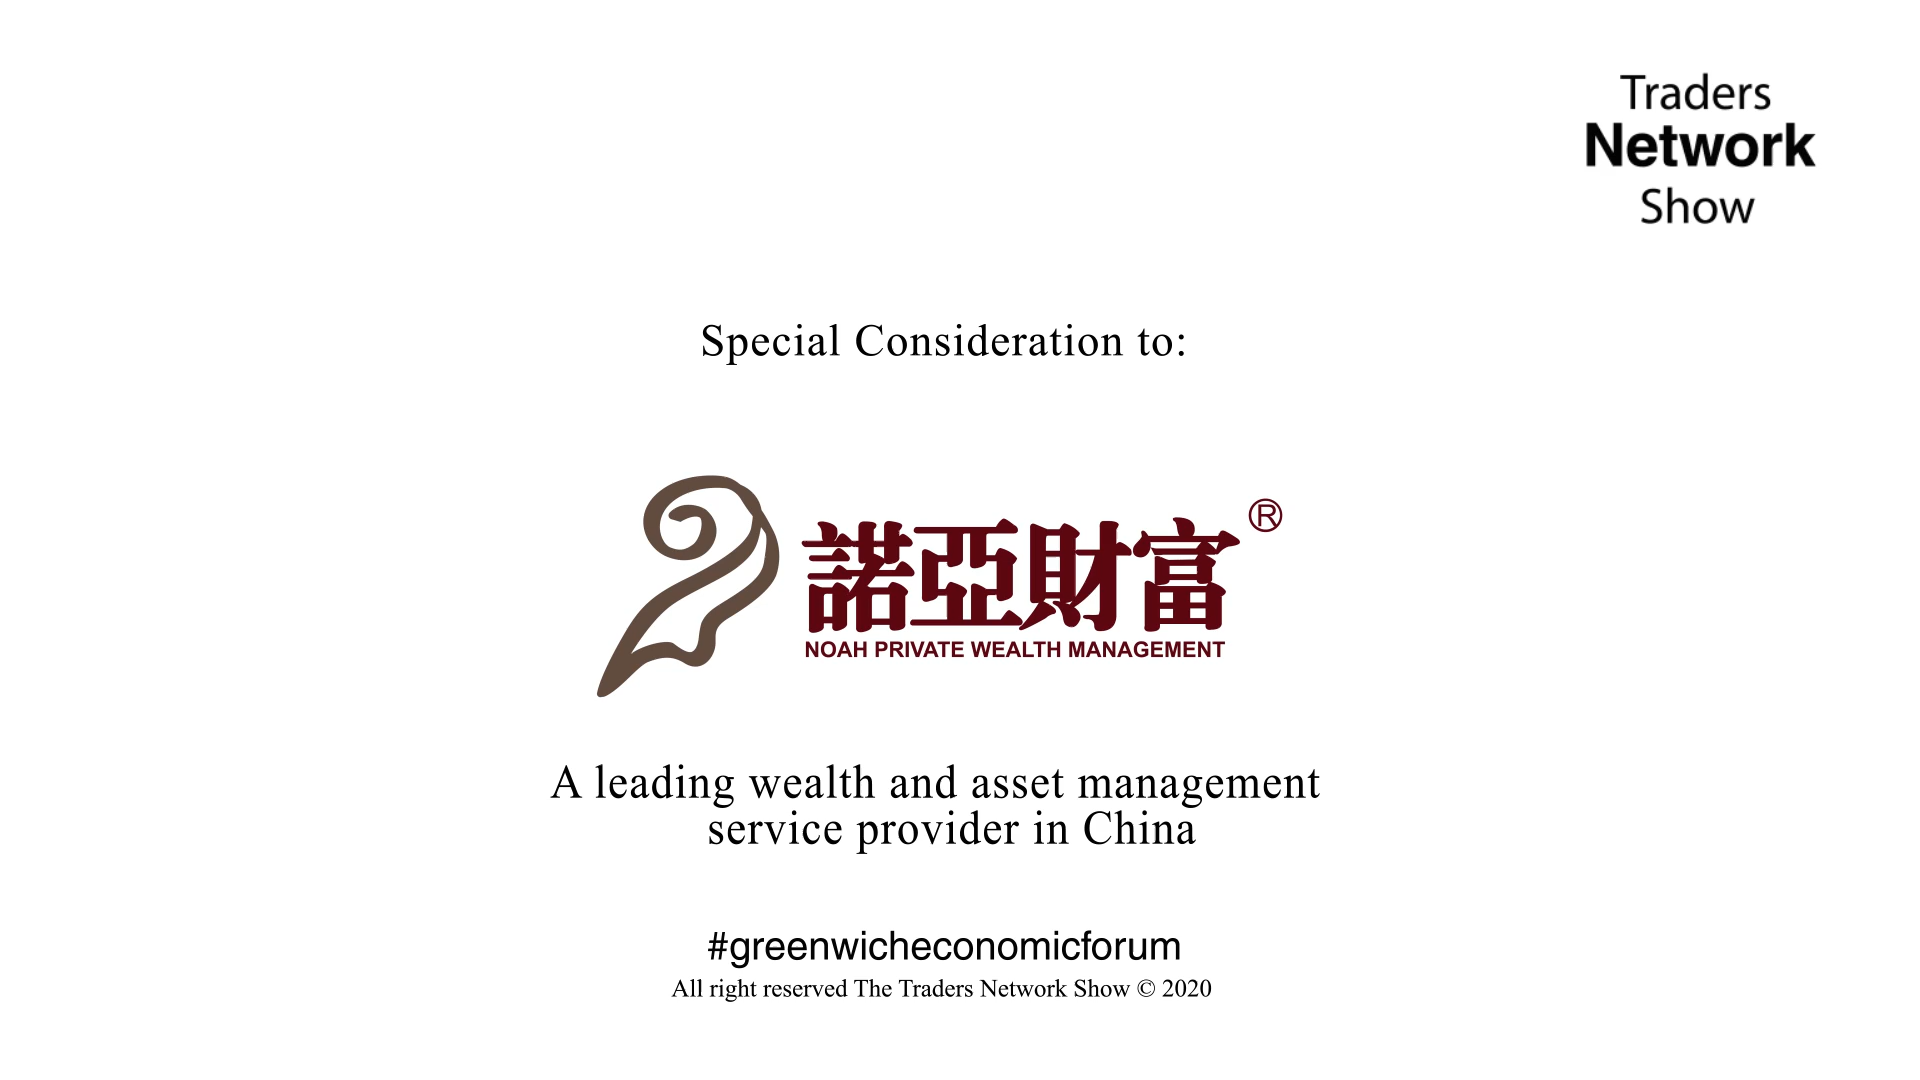 Traders
Network
Show
Special Consideration to:
諾亞財富®
NOAH PRIVATE WEALTH MANAGEMENT
A leading wealth and asset management
service provider in China
#greenwicheconomicforum
All right reserved The Traders Network Show © 2020